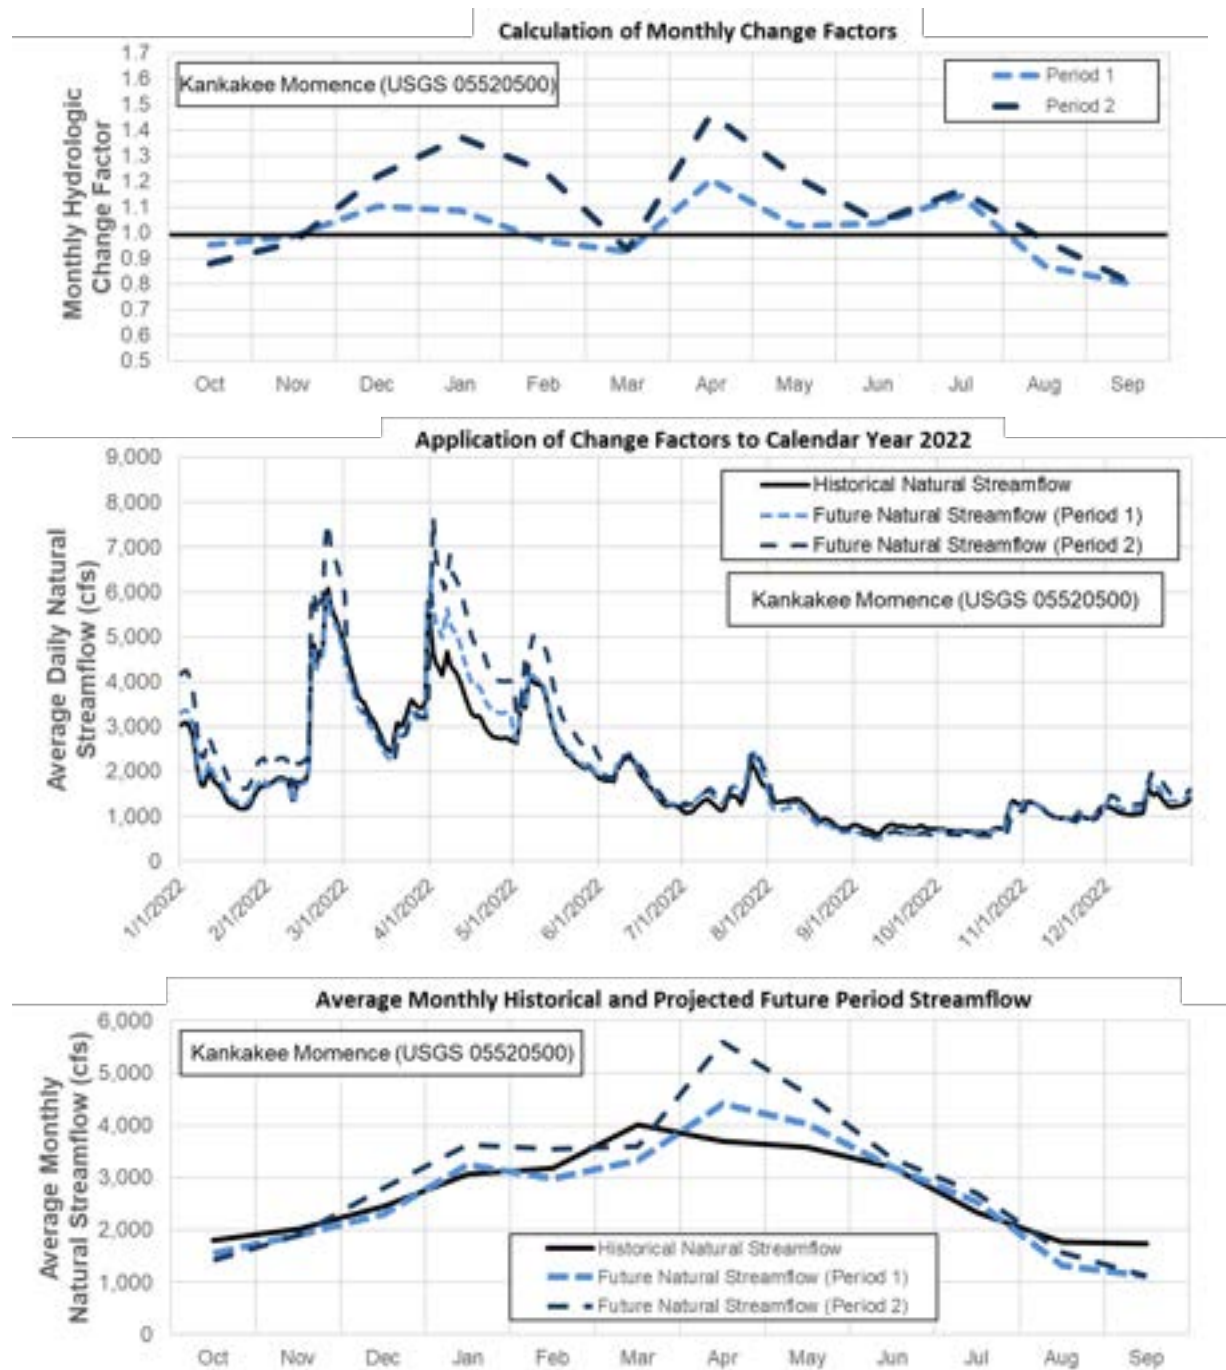 Calculation of Monthly Change Factors
Monthly Hydrologic
Change Factor
1.7
1.6
1.5
1.4
1.3
1.2
1.1
1.0
0.9
0.8
0.7
0.6
0.5
Kankakee Momence (USGS 05520500)
Period 1
Period 2
Oct Nov Dec Jan Feb Mar Apr May Jun Jul Aug Sep
Application of Change Factors to Calendar Year 2022
Average Daily Natural
Streamflow (cfs)
9,000
8,000
7,000
6,000
5,000
4,000
3,000
2,000
1,000
0
Historical Natural Streamflow
Future Natural Streamflow (Period 1)
Future Natural Streamflow (Period 2)
Kankakee Momence (USGS 05520500)
1/1/2022 2/1/2022 3/1/2022 4/1/2022 5/1/2022 6/1/2022 7/1/2022 8/1/2022 9/1/2022 10/1/2022 11/1/2022 12/1/2022
Average Monthly Historical and Projected Future Period Streamflow
Average Monthly
Natural Streamflow (cfs)
6,000
5,000
4,000
3,000
2,000
1,000
0
Kankakee Momence (USGS 05520500)
Historical Natural Streamflow
Future Natural Streamflow (Period 1)
Future Natural Streamflow (Period 2)
Oct Nov Dec Jan Feb Mar Apr May Jun Jul Aug Sep